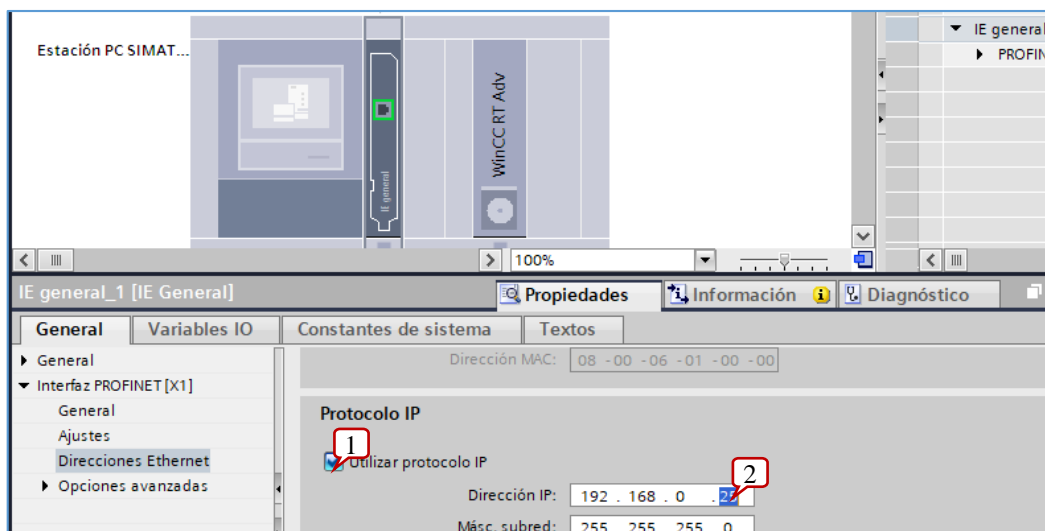 Estación PC SIMAT...
IE general
WinCC RT Adv
IE general
PROFIN
100%
IE general_1 [IE General]
Propiedades
Información
Diagnóstico
General
Variables IO
Constantes de sistema
Textos
General
Interfaz PROFINET [X1]
General
Ajustes
Direcciones Ethernet
Opciones avanzadas
Dirección MAC: 08 -00 -06 -01 -00 -00
Protocolo IP
1
Utilizar protocolo IP
2
Dirección IP: 192 . 168 . 0 .
Másc. subred: 255 . 255 . 255 . 0